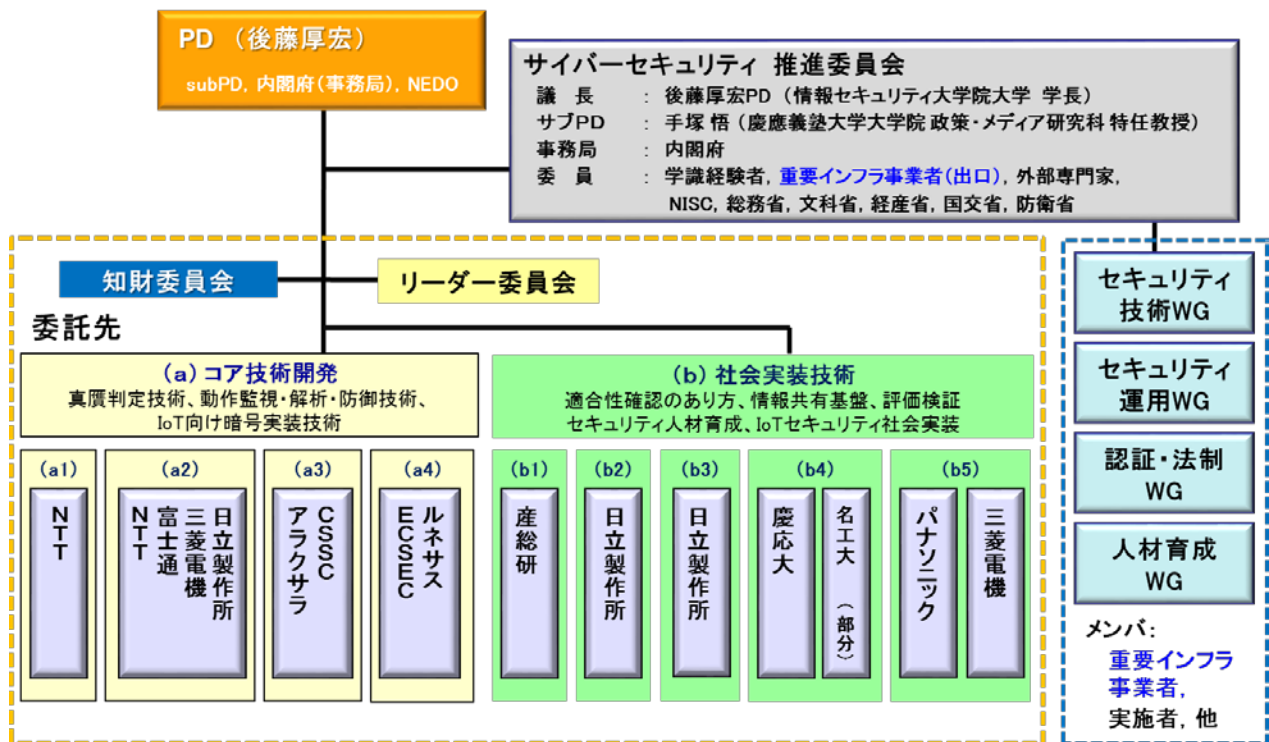 PD （後藤厚宏）
subPD, 内閣府（事務局）, NEDO
サイバーセキュリティ 推進委員会
議　長　： 後藤厚宏PD （情報セキュリティ大学院大学 学長）
サブPD　： 手塚 悟 （慶應義塾大学大学院 政策・メディア研究科 特任教授）
事務局　： 内閣府
委　員　： 学識経験者, 重要インフラ事業者（出口）, 外部専門家,
NISC, 総務省, 文科省, 経産省, 国交省, 防衛省
知財委員会
リーダー委員会
委託先
（a）コア技術開発
真贋判定技術、動作監視・解析・防御技術、
IoT向け暗号実装技術
（a1）
NTT
（a2）
日立製作所
三菱電機
富士通
NTT
（a3）
CSSC
アラクサラ
（a4）
ルネサス
ECSEC
（b）社会実装技術
適合性確認のあり方、情報共有基盤、評価検証
セキュリティ人材育成、IoTセキュリティ社会実装
（b1）
産総研
（b2）
日立製作所
（b3）
日立製作所
（b4）
慶応大
名工大 （部分）
（b5）
パナソニック
三菱電機
セキュリティ
技術WG
セキュリティ
運用WG
認証・法制
WG
人材育成
WG
メンバ：
重要インフラ
事業者,
実施者, 他